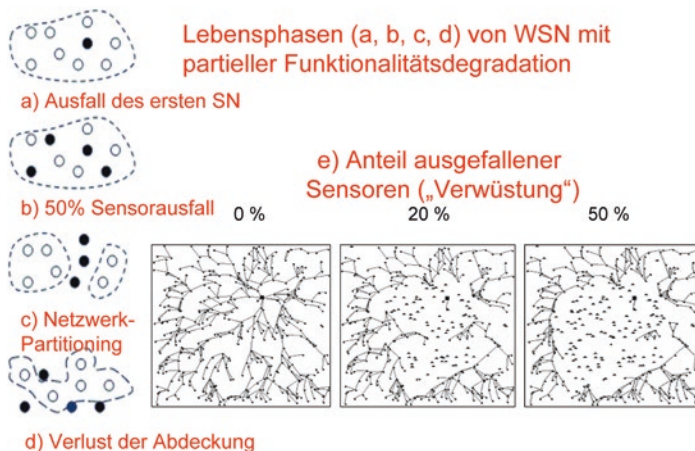 Lebensphasen (a, b, c, d) von WSN mit
partieller Funktionalitätsdegradation
a) Ausfall des ersten SN
b) 50% Sensorausfall
c) Netzwerk-
Partitioning
d) Verlust der Abdeckung
e) Anteil ausgefallener
Sensoren („Verwüstung“)
0 %
20 %
50 %